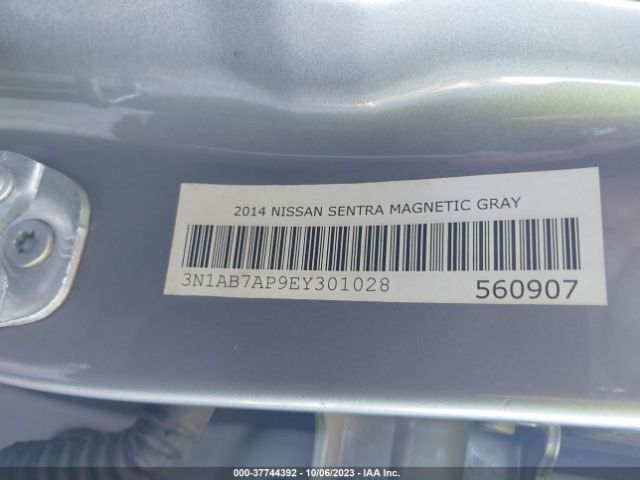 2014 NISSAN SENTRA MAGNETIC GRAY
3N1AB7AP9EY301028 560907
000-37744392 | 10/06/2023 | IAA Inc.